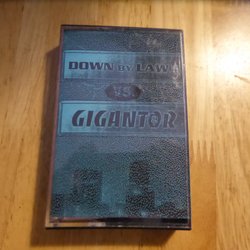 DOWN BY LAW
VS
GIGANTOR